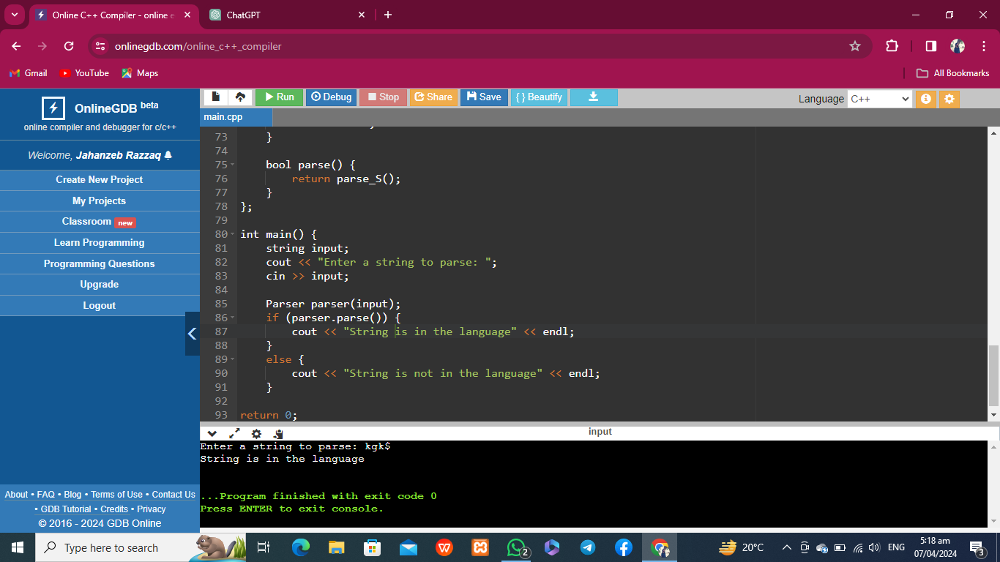 Online C++ Compiler - online e
ChatGPT
onlinegdb.com/online_c++_compiler
Gmail
YouTube
Maps
All Bookmarks
OnlineGDB beta
online compiler and debugger for c/c++
Welcome, Jahanzeb Razzaq
Create New Project
My Projects
Classroom new
Learn Programming
Programming Questions
Upgrade
Logout
About • FAQ • Blog • Terms of Use • Contact Us
• GDB Tutorial • Credits • Privacy
© 2016 - 2024 GDB Online
Run
Debug
Stop
Share
Save
{ } Beautify
Language C++
main.cpp
73 }
74
75 bool parse() {
76 return parse_S();
77 }
78 };
79
80 int main() {
81 string input;
82 cout << "Enter a string to parse: ";
83 cin >> input;
84
85 Parser parser(input);
86 if (parser.parse()) {
87 cout << "String is in the language" << endl;
88 }
89 else {
90 cout << "String is not in the language" << endl;
91 }
92
93 return 0;
input
Enter a string to parse: kgk$
String is in the language
...Program finished with exit code 0
Press ENTER to exit console.
Type here to search
2
20°C
ENG
5:18 am
07/04/2024
3